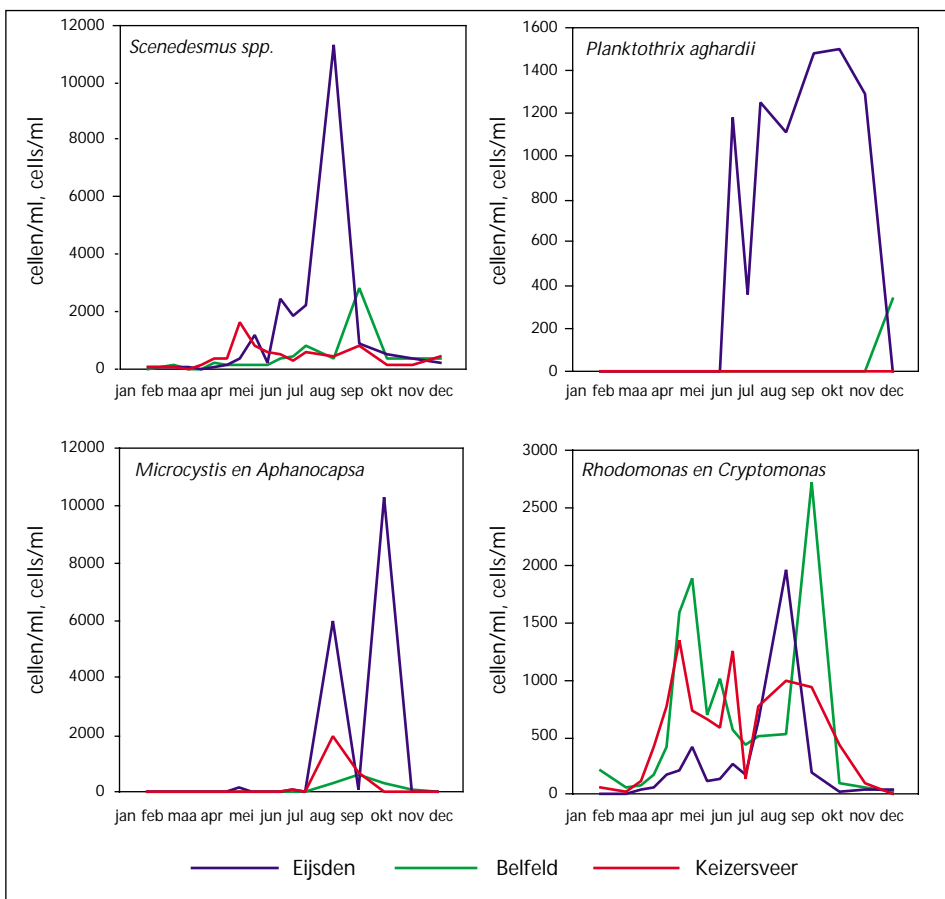 Scenedesmus spp.
cellen/ml, cells/ml
12000
10000
8000
6000
4000
2000
0
jan feb maa apr mei jun jul aug sep okt nov dec
Planktothrix aghardii
cellen/ml, cells/ml
1600
1400
1200
1000
800
600
400
200
0
jan feb maa apr mei jun jul aug sep okt nov dec
Microcystis en Aphanocapsa
cellen/ml, cells/ml
12000
10000
8000
6000
4000
2000
0
jan feb maa apr mei jun jul aug sep okt nov dec
Rhodomonas en Cryptomonas
cellen/ml, cells/ml
3000
2500
2000
1500
1000
500
0
jan feb maa apr mei jun jul aug sep okt nov dec
Eijsden Belfeld Keizersveer